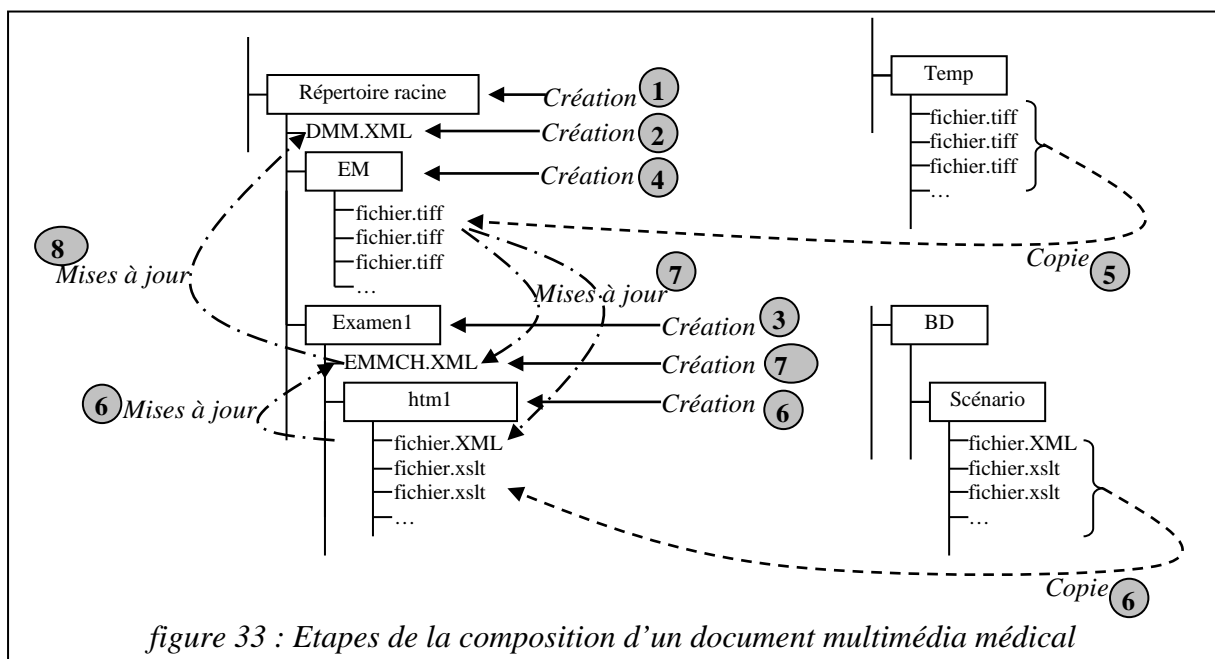 Répertoire racine
Création 1
DMM.XML
Création 2
EM
Création 4
fichier.tiff
fichier.tiff
fichier.tiff
…
8
Mises à jour
Mises à jour 7
Examen1
Création 3
EMMCH.XML
Création 7
6 Mises à jour
htm1
Création 6
fichier.XML
fichier.xslt
fichier.xslt
…
Temp
fichier.tiff
fichier.tiff
fichier.tiff
…
Copie 5
BD
Scénario
fichier.XML
fichier.xslt
fichier.xslt
…
Copie 6
figure 33 : Etapes de la composition d’un document multimédia médical